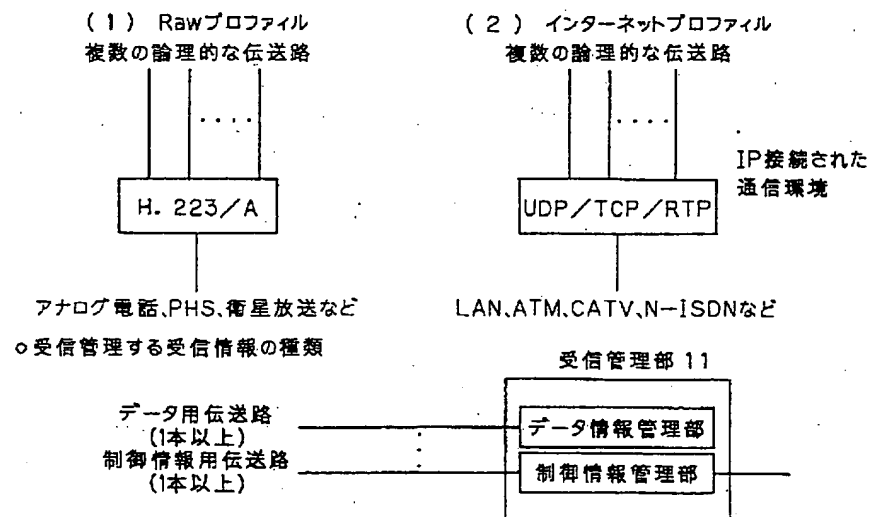 (1) Rawプロファイル
複数の論理的な伝送路
(2) インターネットプロファイル
複数の論理的な伝送路
IP接続された
通信環境
H. 223/A
UDP/TCP/RTP
アナログ電話、PHS、衛星放送など
LAN、ATM、CATV、N-ISDNなど
○受信管理する受信情報の種類
受信管理部 11
データ用伝送路
(1本以上)
制御情報用伝送路
(1本以上)
データ情報管理部
制御情報管理部